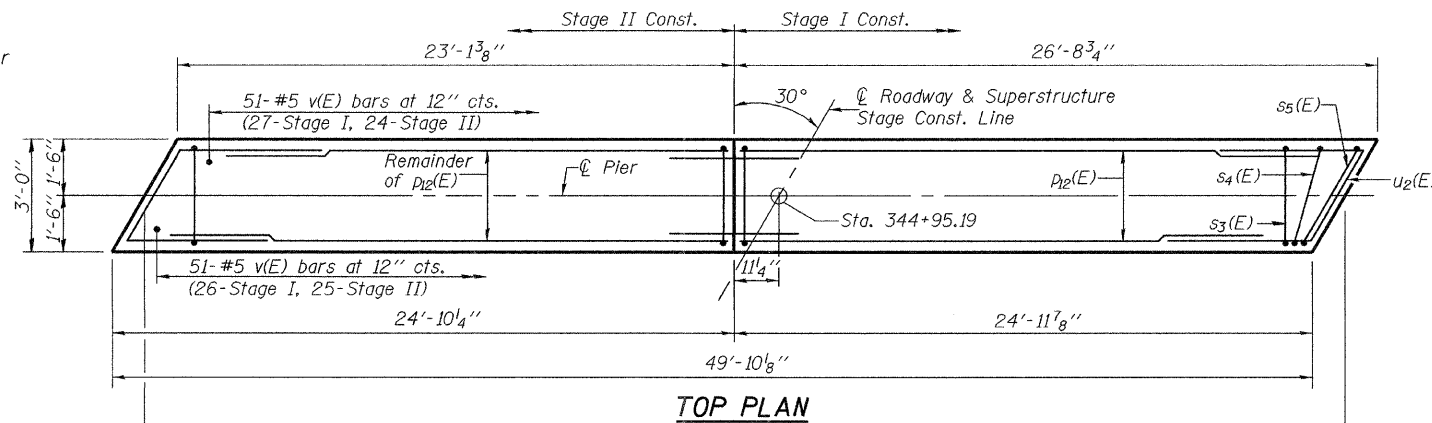 Stage II Const.
Stage I Const.
r
23'-1 3/8"
26'-8 3/4"
51-#5 v(E) bars at 12" cts.
(27-Stage I, 24-Stage II)
30°
℄ Roadway & Superstructure
Stage Const. Line
s5(E)
3'-0"
1'-6"
1'-6"
Remainder
of p12(E)
℄ Pier
p12(E)
s4(E)
u2(E)
Sta. 344+95.19
s3(E)
51-#5 v(E) bars at 12" cts.
(26-Stage I, 25-Stage II)
11 1/4"
24'-10 1/4"
24'-11 7/8"
49'-10 1/8"
TOP PLAN